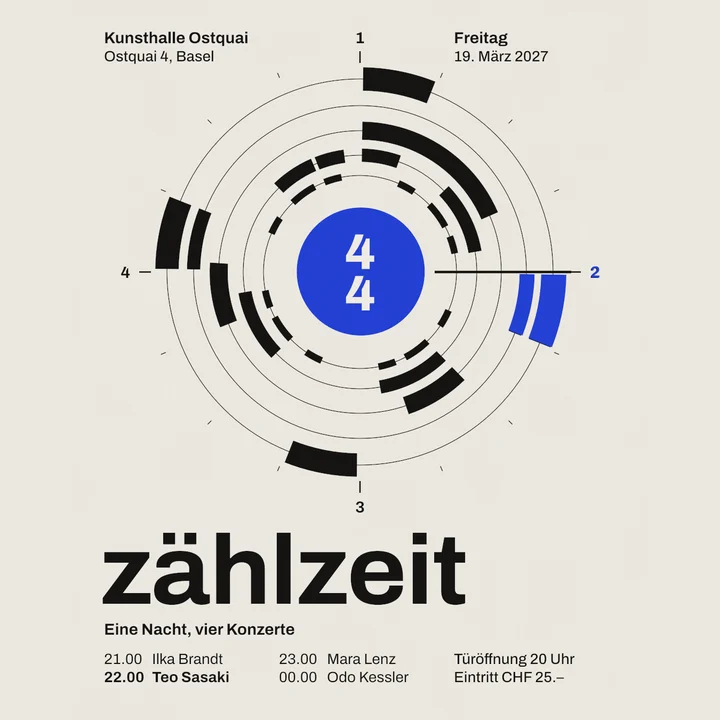 Kunsthalle Ostquai
Ostquai 4, Basel
Freitag
19. März 2027
1
4
4
4
2
3
zählzeit
Eine Nacht, vier Konzerte
21.00 Ilka Brandt
22.00 Teo Sasaki
23.00 Mara Lenz
00.00 Odo Kessler
Türöffnung 20 Uhr
Eintritt CHF 25.–